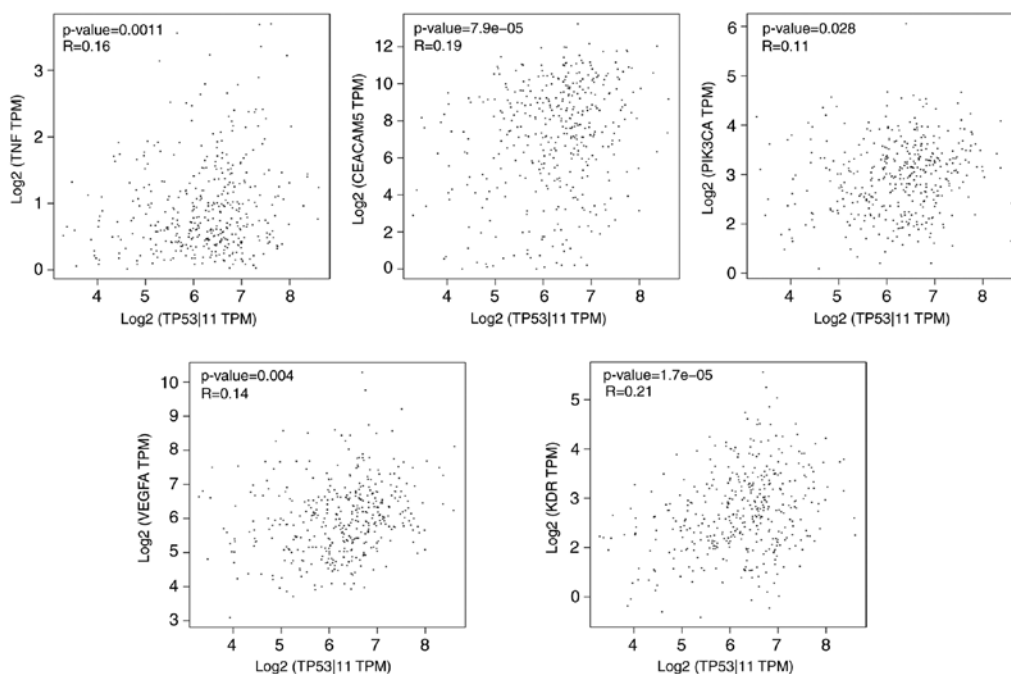 p-value=0.0011
R=0.16
Log2 (TNF TPM)
3
2
1
0
4 5 6 7 8
Log2 (TP53|11 TPM)
p-value=7.9e−05
R=0.19
Log2 (CEACAM5 TPM)
12
10
8
6
4
2
0
4 5 6 7 8
Log2 (TP53|11 TPM)
p-value=0.028
R=0.11
Log2 (PIK3CA TPM)
6
5
4
3
2
0
4 5 6 7 8
Log2 (TP53|11 TPM)
p-value=0.004
R=0.14
Log2 (VEGFA TPM)
10
9
8
7
6
5
4
3
4 5 6 7 8
Log2 (TP53|11 TPM)
p-value=1.7e−05
R=0.21
Log2 (KDR TPM)
5
4
3
2
0
4 5 6 7 8
Log2 (TP53|11 TPM)